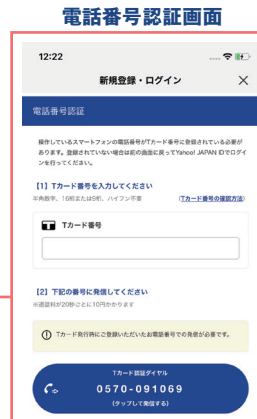 電話番号認証画面
12:22
新規登録・ログイン
電話番号認証
操作しているスマートフォンの電話番号がTカード番号に登録されている必要が
あります。登録されていない場合は前の画面に戻ってYahoo! JAPAN IDでログイ
ンを行ってください。
【1】Tカード番号を入力してください
半角数字、16桁または9桁、ハイフン不要 (Tカード番号の確認方法)
Tカード番号
【2】下記の番号に発信してください
※通話料が20秒ごとに10円かかります
Tカード発行時にご登録いただいたお電話番号での発信が必要です。
Tカード認証ダイヤル
0570-091069
(タップして発信する)